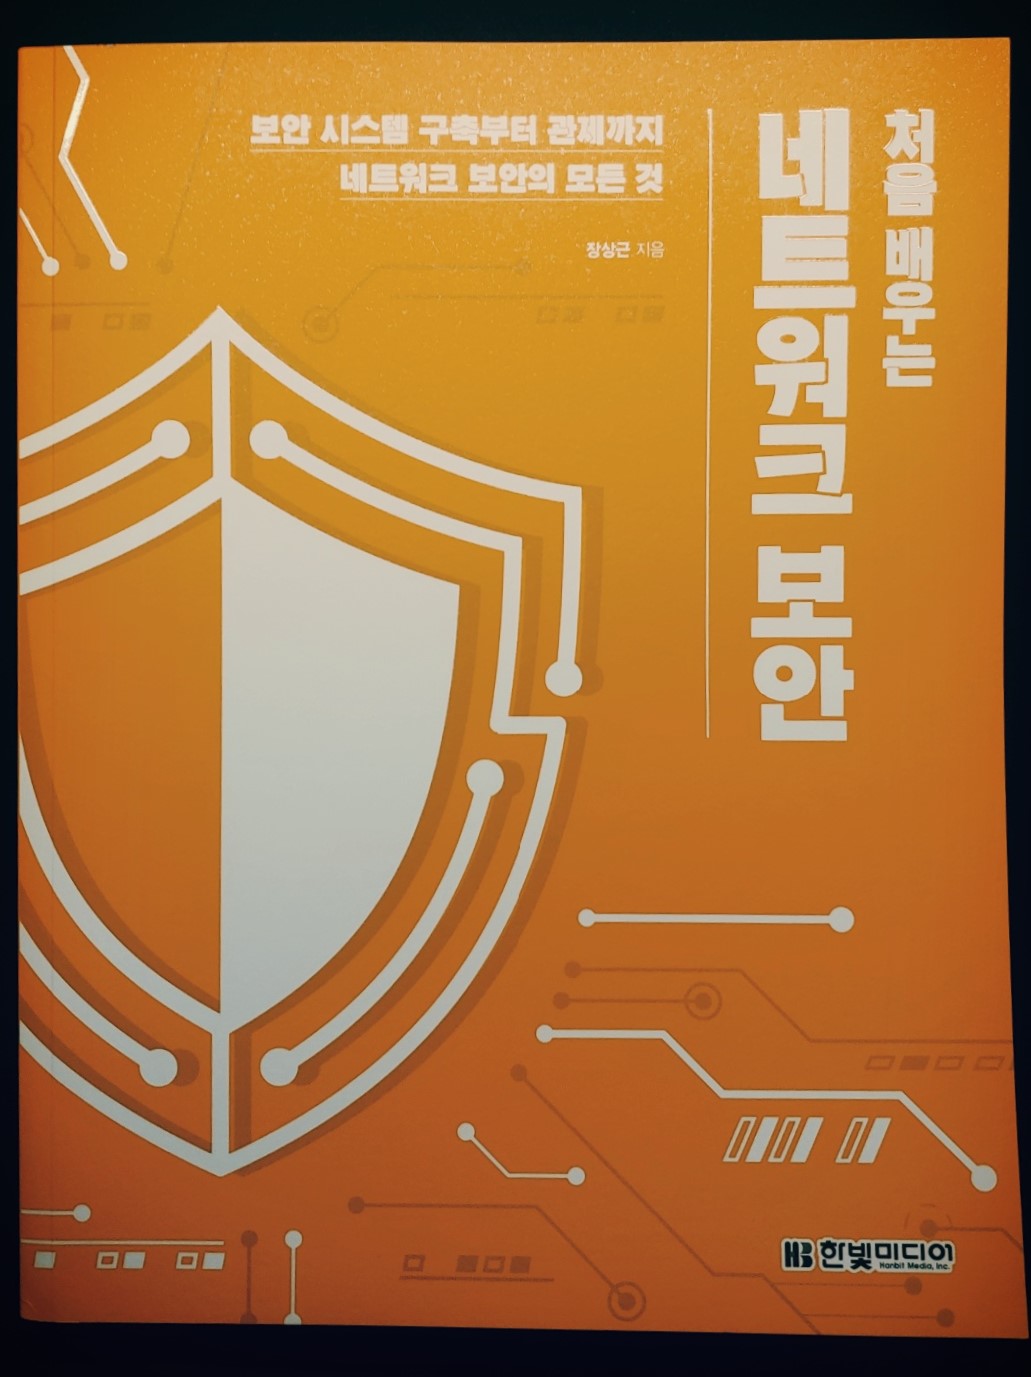 처음 배우는
네트워크 보안
보안 시스템 구축부터 관제까지
네트워크 보안의 모든 것
장상근 지음
HB 한빛미디어
Hanbit Media, Inc.